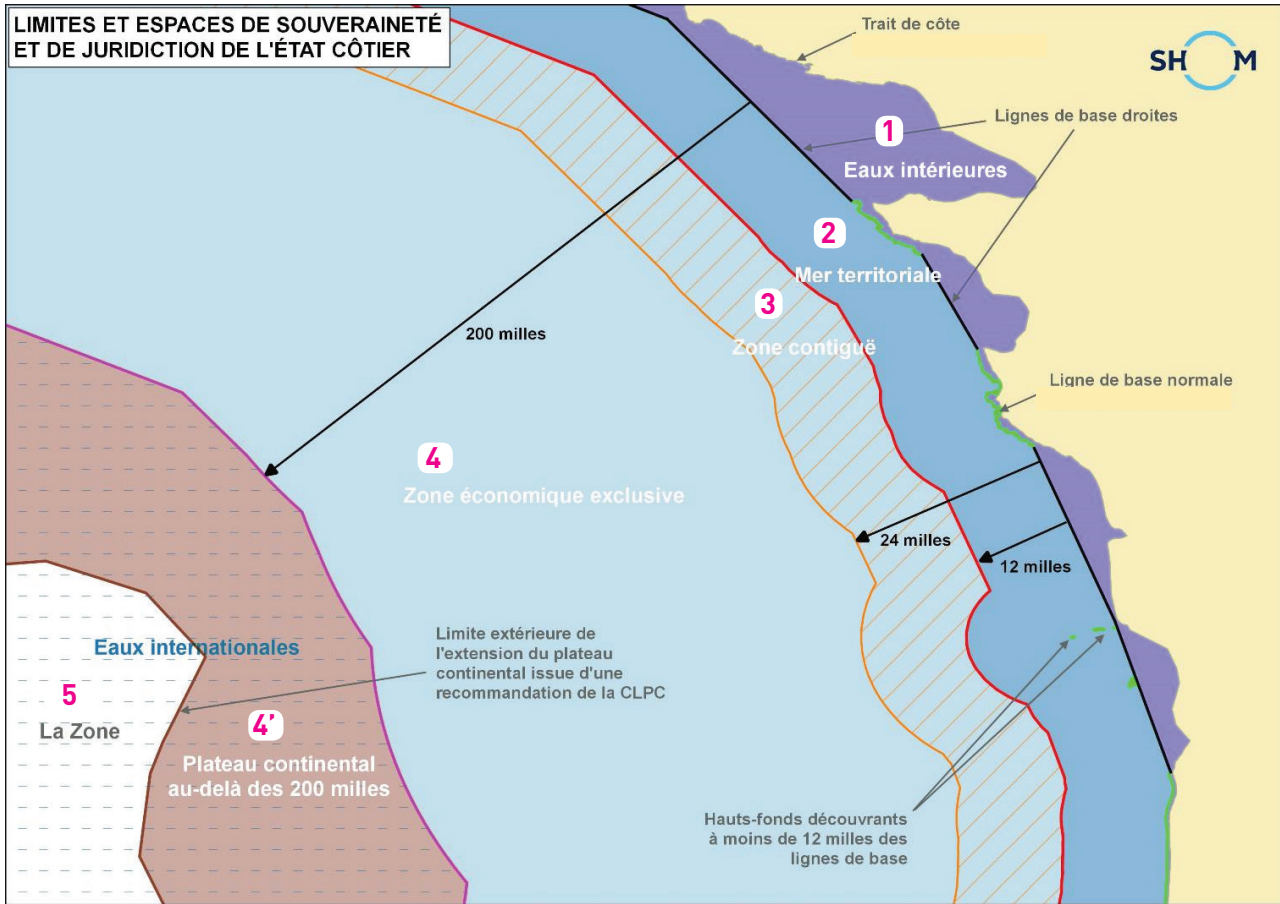 LIMITES ET ESPACES DE SOUVERAINETÉ
ET DE JURIDICTION DE L'ÉTAT CÔTIER
Trait de côte
SH M
Lignes de base droites
1
Eaux intérieures
2
Mer territoriale
3
Zone contiguë
200 milles
Ligne de base normale
4
Zone économique exclusive
24 milles
12 milles
Eaux internationales
Limite extérieure de
l'extension du plateau
continental issue d'une
recommandation de la CLPC
5
La Zone
4’
Plateau continental
au-delà des 200 milles
Hauts-fonds découvrants
à moins de 12 milles des
lignes de base